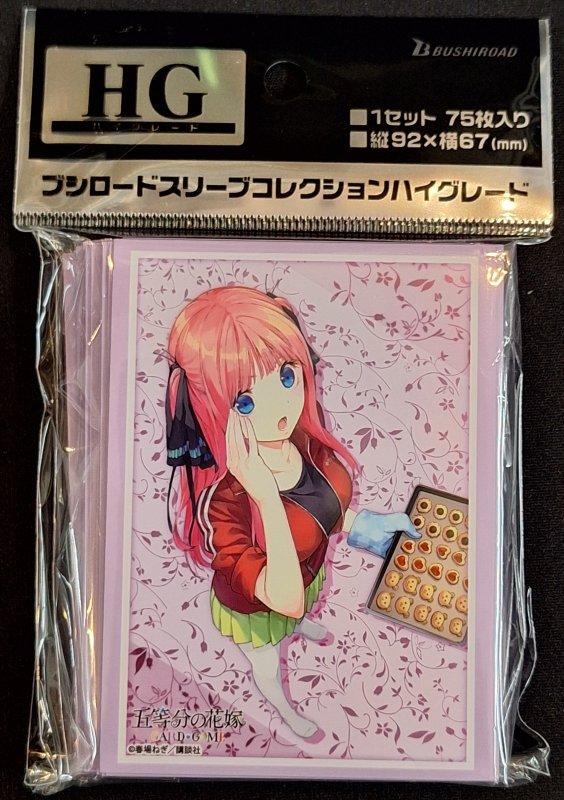 HG
ハイグレード
BUSHIROAD
■1セット 75枚入り
■縦92×横67(mm)
ブシロードスリーブコレクションハイグレード
五等分の花嫁
CARD·GAME
©春場ねぎ/講談社